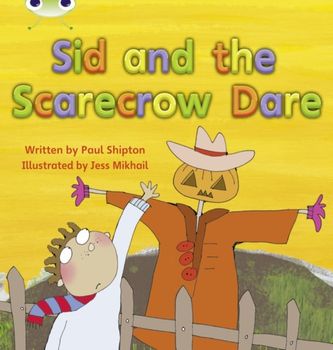 Sid and the
Scarecrow Dare
Written by Paul Shipton
Illustrated by Jess Mikhail